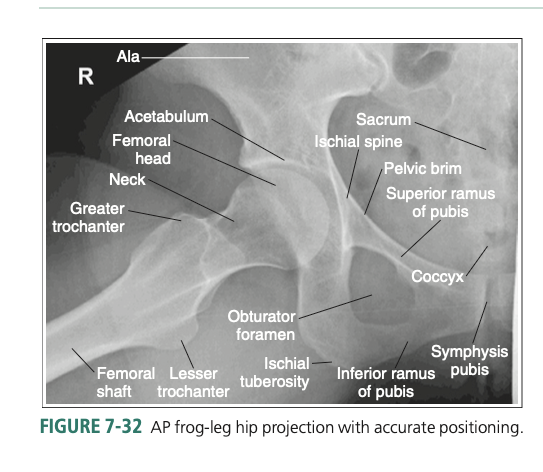 Ala
R
Acetabulum
Sacrum
Femoral
head
Ischial spine
Neck
Pelvic brim
Superior ramus
of pubis
Greater
trochanter
Coccyx
Obturator
foramen
Symphysis
pubis
Ischial
tuberosity
Femoral
shaft
Lesser
trochanter
Inferior ramus
of pubis
FIGURE 7-32 AP frog-leg hip projection with accurate positioning.